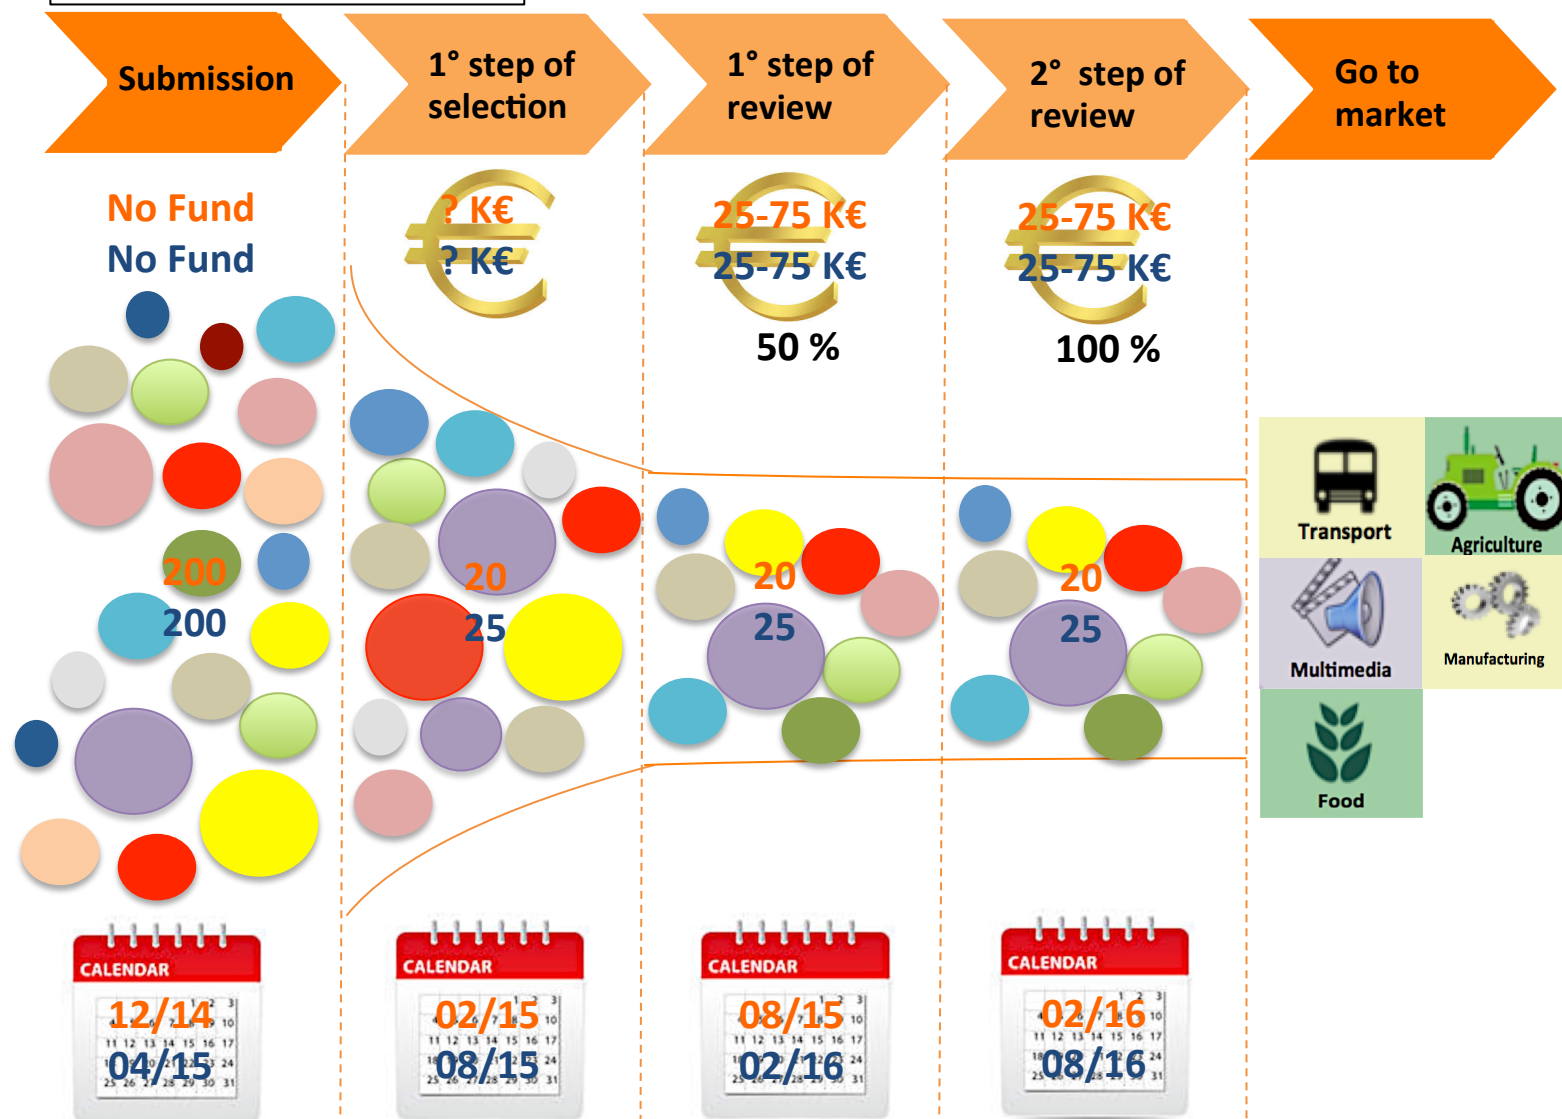 Submission
1° step of
selection
1° step of
review
2° step of
review
Go to
market
No Fund
No Fund
? K€
? K€
25-75 K€
25-75 K€
50 %
25-75 K€
25-75 K€
100 %
200
200
20
25
20
25
20
25
Transport
Agriculture
Multimedia
Manufacturing
Food
CALENDAR
12/14
04/15
CALENDAR
02/15
08/15
CALENDAR
08/15
02/16
CALENDAR
02/16
08/16